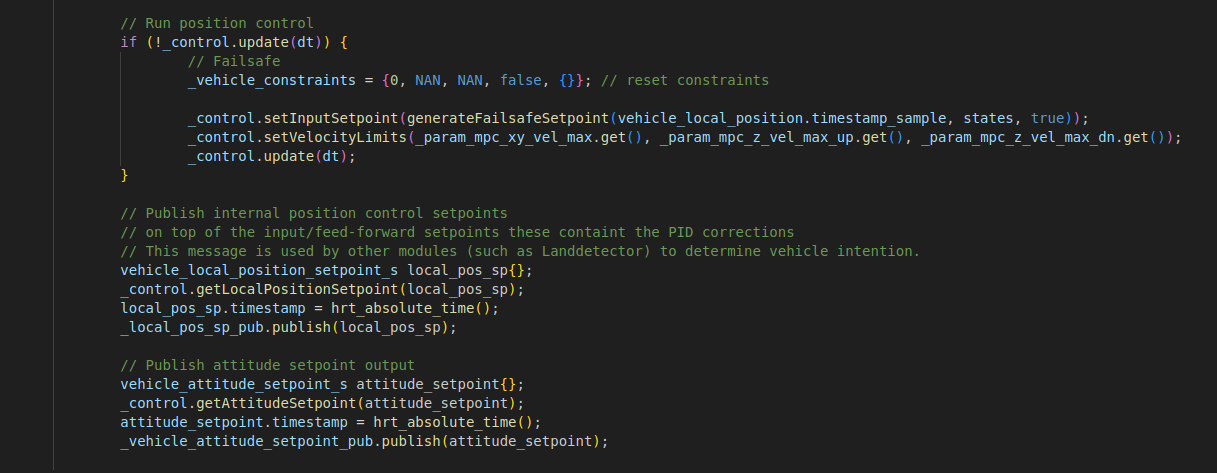 // Run position control
if (!_control.update(dt)) {
// Failsafe
_vehicle_constraints = {0, NAN, NAN, false, {}}; // reset constraints
_control.setInputSetpoint(generateFailsafeSetpoint(vehicle_local_position.timestamp_sample, states, true));
_control.setVelocityLimits(_param_mpc_xy_vel_max.get(), _param_mpc_z_vel_max_up.get(), _param_mpc_z_vel_max_dn.get());
_control.update(dt);
}
// Publish internal position control setpoints
// on top of the input/feed-forward setpoints these containt the PID corrections
// This message is used by other modules (such as Landdetector) to determine vehicle intention.
vehicle_local_position_setpoint_s local_pos_sp{};
_control.getLocalPositionSetpoint(local_pos_sp);
local_pos_sp.timestamp = hrt_absolute_time();
_local_pos_sp_pub.publish(local_pos_sp);
// Publish attitude setpoint output
vehicle_attitude_setpoint_s attitude_setpoint{};
_control.getAttitudeSetpoint(attitude_setpoint);
attitude_setpoint.timestamp = hrt_absolute_time();
_vehicle_attitude_setpoint_pub.publish(attitude_setpoint);